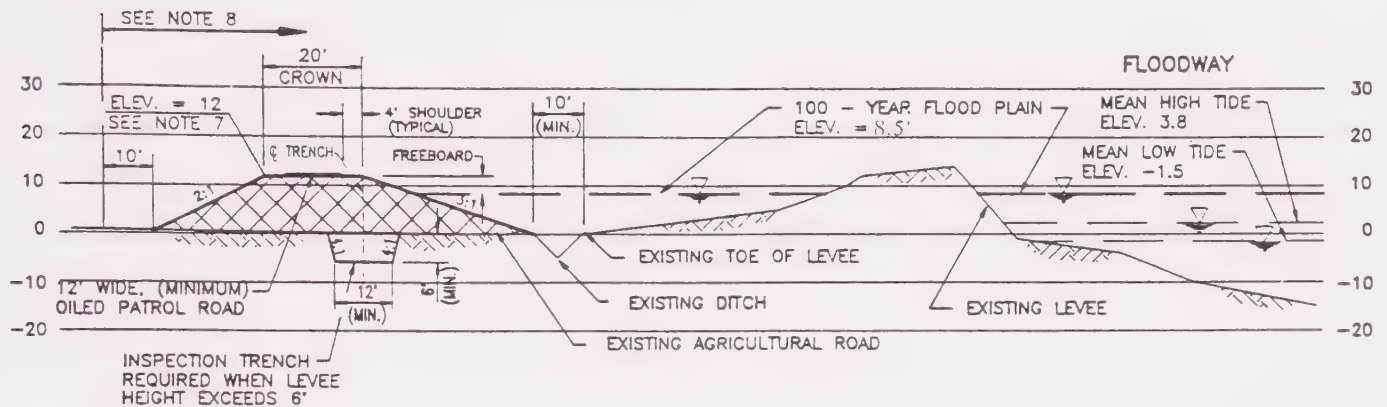 SEE NOTE 8
20'
CROWN
FLOODWAY
30
30
ELEV. = 12
SEE NOTE 7
4' SHOULDER
(TYPICAL)
10'
(MIN.)
100 - YEAR FLOOD PLAIN
ELEV. = 8.5'
MEAN HIGH TIDE
ELEV. 3.8
20
20
℄ TRENCH
FREEBOARD
MEAN LOW TIDE
ELEV. -1.5
10'
10
10
2:1
3:1
0
0
EXISTING TOE OF LEVEE
-10
-10
12' WIDE, (MINIMUM)
OILED PATROL ROAD
12'
(MIN.)
6'
(MIN.)
EXISTING DITCH
EXISTING LEVEE
-20
-20
EXISTING AGRICULTURAL ROAD
INSPECTION TRENCH
REQUIRED WHEN LEVEE
HEIGHT EXCEEDS 6'